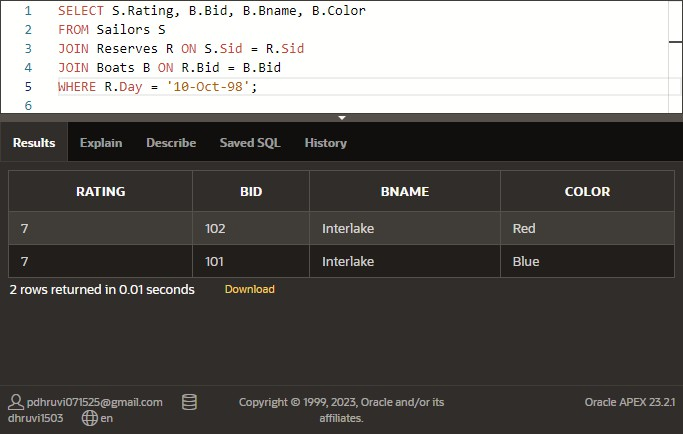 1 SELECT S.Rating, B.Bid, B.Bname, B.Color
2 FROM Sailors S
3 JOIN Reserves R ON S.Sid = R.Sid
4 JOIN Boats B ON R.Bid = B.Bid
5 WHERE R.Day = '10-Oct-98';
6
Results Explain Describe Saved SQL History
RATING BID BNAME COLOR
7 102 Interlake Red
7 101 Interlake Blue
2 rows returned in 0.01 seconds Download
pdhruvi071525@gmail.com
dhruvi1503 en
Copyright © 1999, 2023, Oracle and/or its
affiliates.
Oracle APEX 23.2.1